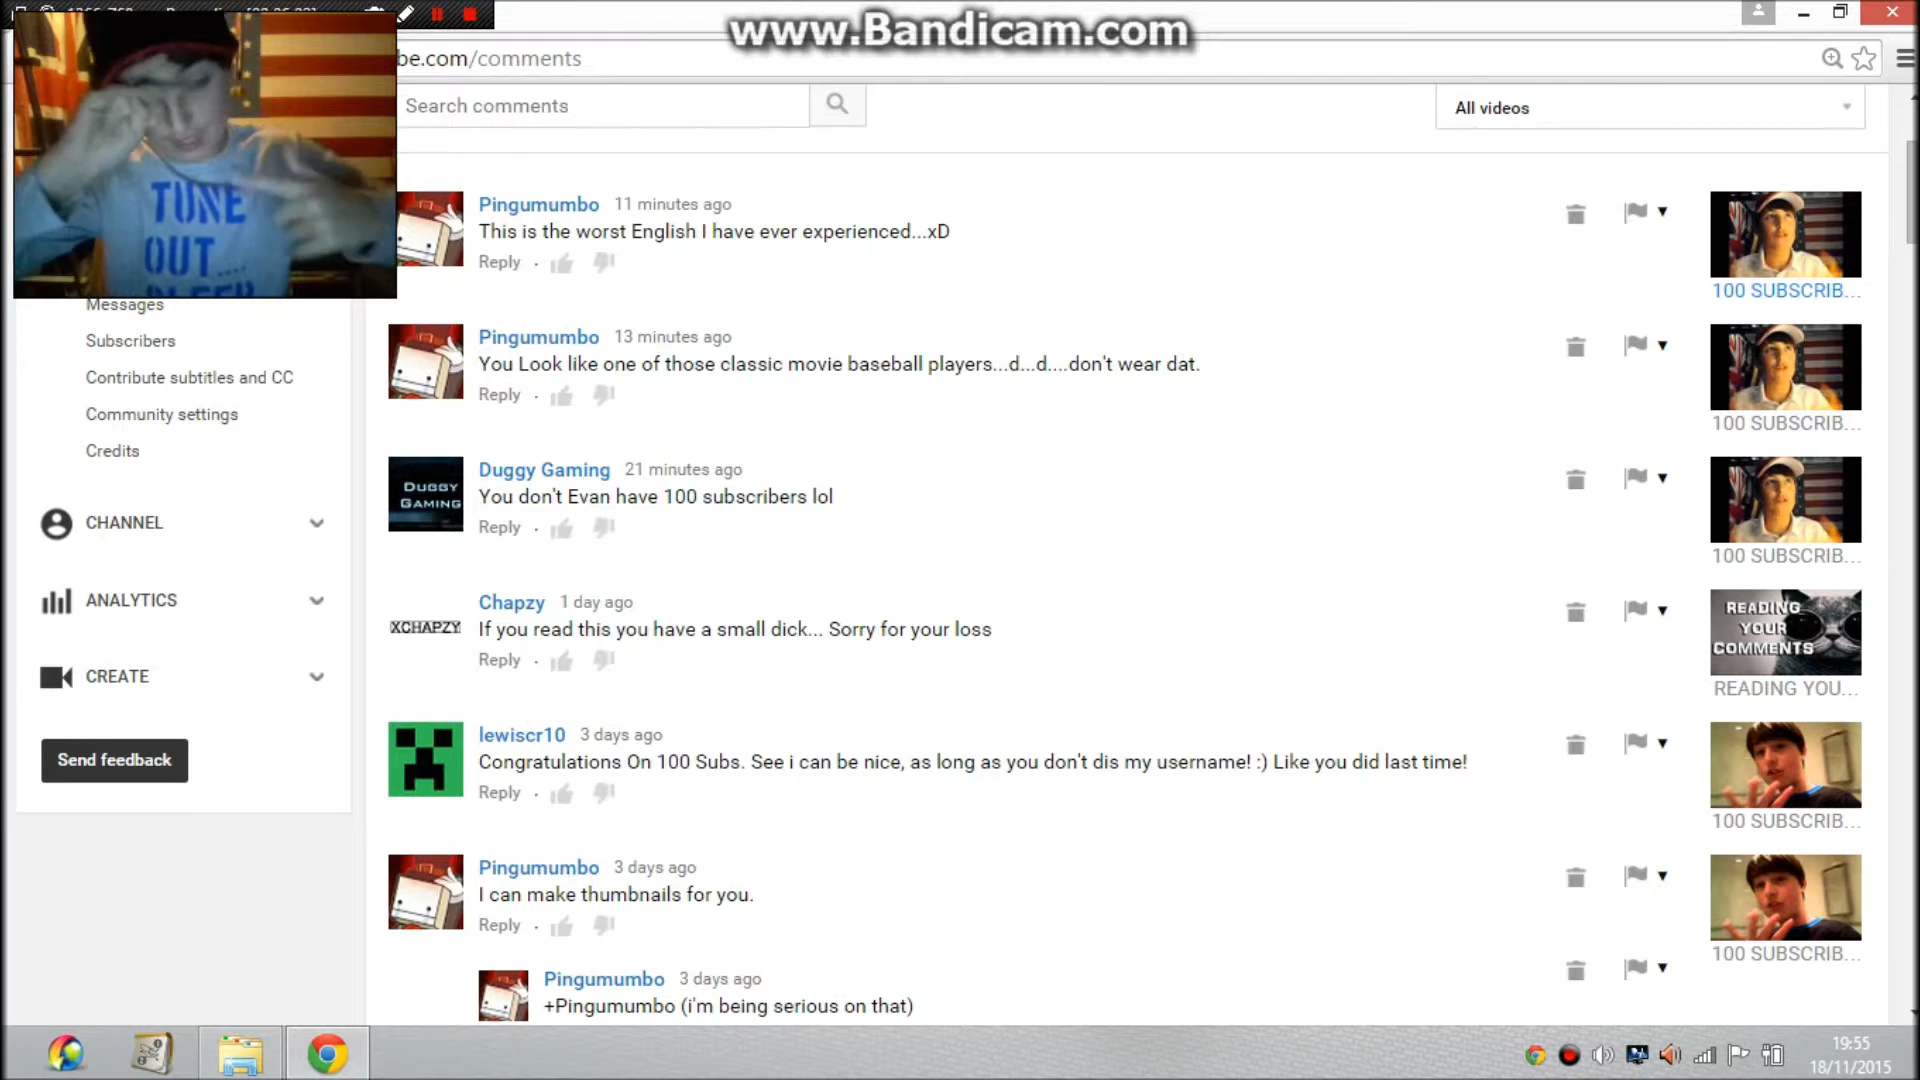 www.Bandicam.com
be.com/comments
Search comments
All videos
TUNE
OUT....
Pingumumbo 11 minutes ago
This is the worst English I have ever experienced...xD
Reply
100 SUBSCRIB...
Messages
Subscribers
Contribute subtitles and CC
Community settings
Credits
CHANNEL
ANALYTICS
CREATE
Send feedback
Pingumumbo 13 minutes ago
You Look like one of those classic movie baseball players...d...d....don't wear dat.
Reply
100 SUBSCRIB...
DUGGY
GAMING
Duggy Gaming 21 minutes ago
You don't Evan have 100 subscribers lol
Reply
100 SUBSCRIB...
XCHAPZY
Chapzy 1 day ago
If you read this you have a small dick... Sorry for your loss
Reply
READING
YOUR
COMMENTS
READING YOU...
lewiscr10 3 days ago
Congratulations On 100 Subs. See i can be nice, as long as you don't dis my username! :) Like you did last time!
Reply
100 SUBSCRIB...
Pingumumbo 3 days ago
I can make thumbnails for you.
Reply
100 SUBSCRIB...
Pingumumbo 3 days ago
+Pingumumbo (i'm being serious on that)
19:55
18/11/2015